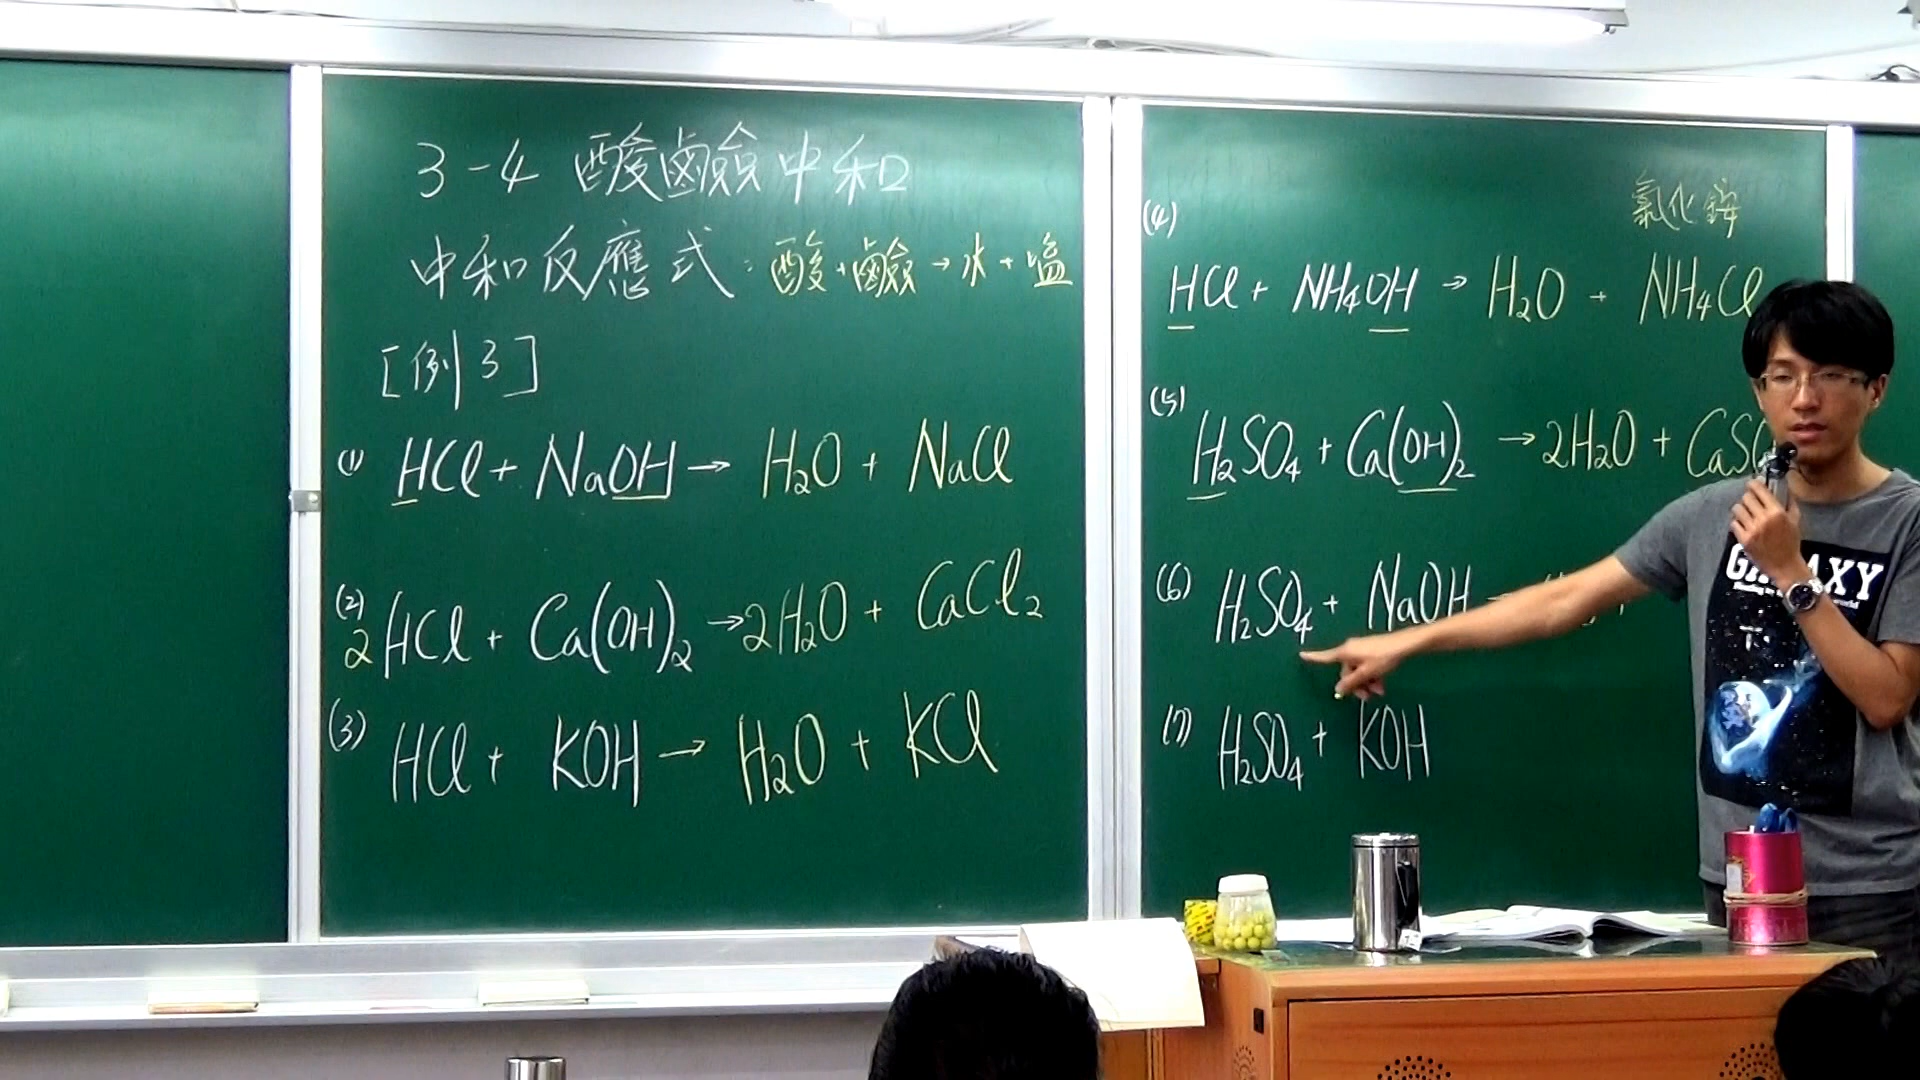 3-4 酸鹼中和
中和反應式:酸+鹼→水+塩
[例3]
(1) HCl + NaOH → H₂O + NaCl
(2) 2HCl + Ca(OH)₂ → 2H₂O + CaCl₂
(3) HCl + KOH → H₂O + KCl
(4)
氯化銨
HCl + NH₄OH → H₂O + NH₄Cl
(5) H₂SO₄ + Ca(OH)₂ → 2H₂O + CaSO
(6) H₂SO₄ + NaOH
(7) H₂SO₄ + KOH
GALAXY